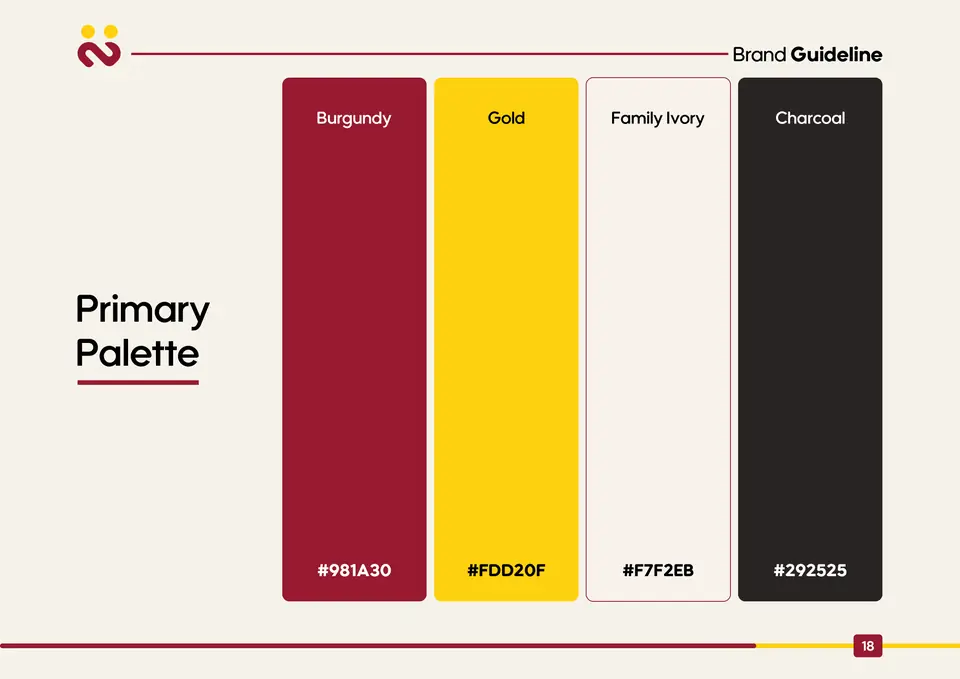 Brand Guideline
Primary
Palette
Burgundy
Gold
Family Ivory
Charcoal
#981A30
#FDD20F
#F7F2EB
#292525
18